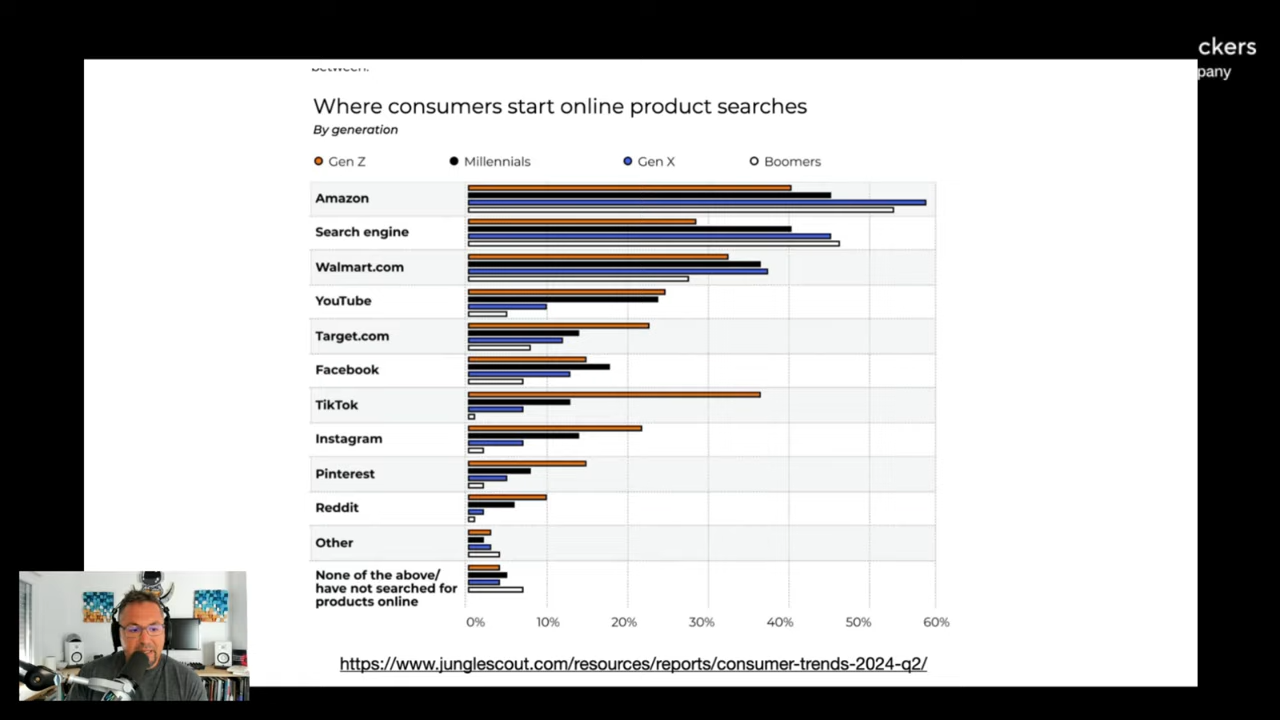 ckers
pany
between:
Where consumers start online product searches
By generation
Gen Z Millennials Gen X Boomers
Amazon
Search engine
Walmart.com
YouTube
Target.com
Facebook
TikTok
Instagram
Pinterest
Reddit
Other
None of the above/
have not searched for
products online
0% 10% 20% 30% 40% 50% 60%
https://www.junglescout.com/resources/reports/consumer-trends-2024-q2/